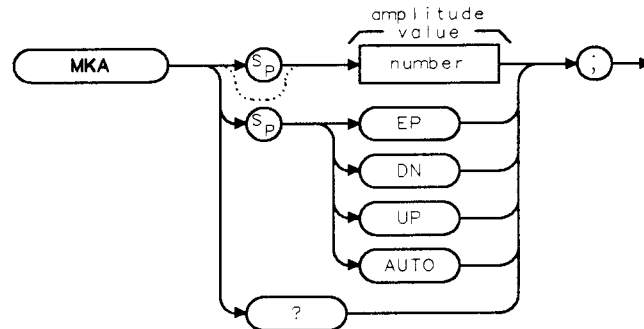 amplitude
value
MKA
SP
number
;
SP
EP
DN
UP
AUTO
?